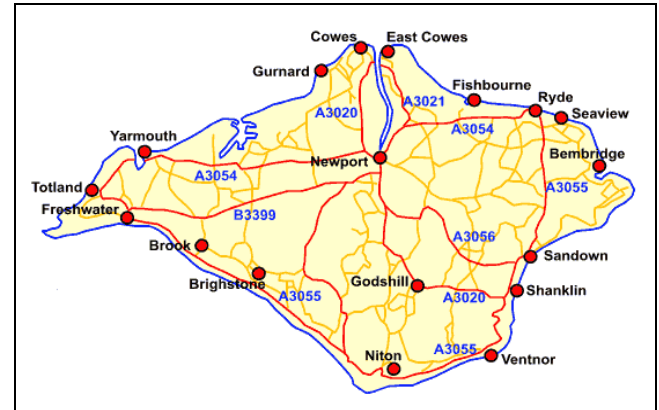 Cowes
East Cowes
Gurnard
Fishbourne
Ryde
Seaview
A3020
A3021
A3054
Yarmouth
Newport
Bembridge
A3054
Totland
A3055
Freshwater
B3399
Brook
A3056
Sandown
Brighstone
A3055
Godshill
A3020
Shanklin
A3055
Niton
Ventnor